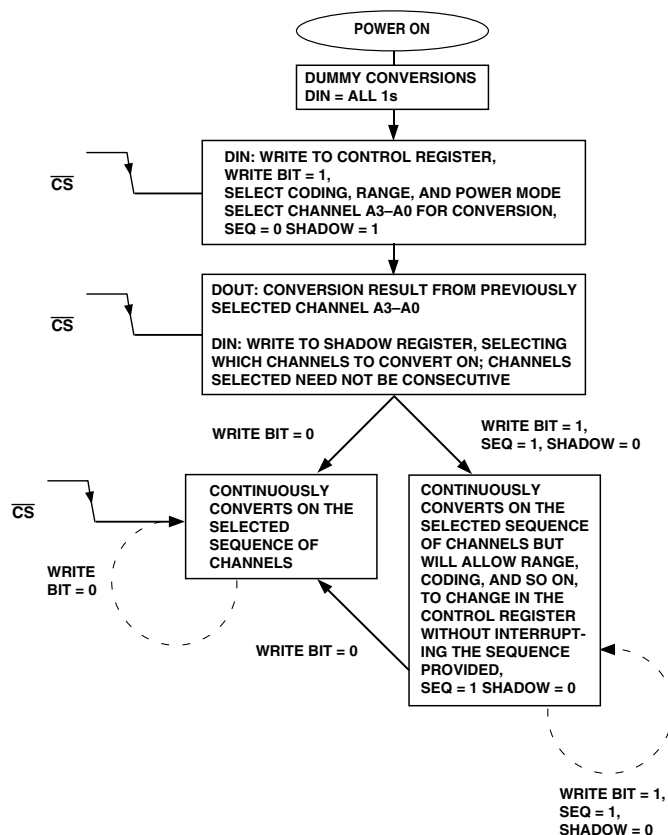 POWER ON
DUMMY CONVERSIONS
DIN = ALL 1s
CS
DIN: WRITE TO CONTROL REGISTER,
WRITE BIT = 1,
SELECT CODING, RANGE, AND POWER MODE
SELECT CHANNEL A3–A0 FOR CONVERSION,
SEQ = 0 SHADOW = 1
CS
DOUT: CONVERSION RESULT FROM PREVIOUSLY
SELECTED CHANNEL A3–A0
DIN: WRITE TO SHADOW REGISTER, SELECTING
WHICH CHANNELS TO CONVERT ON; CHANNELS
SELECTED NEED NOT BE CONSECUTIVE
WRITE BIT = 0
WRITE BIT = 1,
SEQ = 1, SHADOW = 0
CS
CONTINUOUSLY
CONVERTS ON THE
SELECTED
SEQUENCE OF
CHANNELS
WRITE
BIT = 0
CONTINUOUSLY
CONVERTS ON THE
SELECTED SEQUENCE
OF CHANNELS BUT
WILL ALLOW RANGE,
CODING, AND SO ON,
TO CHANGE IN THE
CONTROL REGISTER
WITHOUT INTERRUPT-
ING THE SEQUENCE
PROVIDED,
SEQ = 1 SHADOW = 0
WRITE BIT = 0
WRITE BIT = 1,
SEQ = 1,
SHADOW = 0